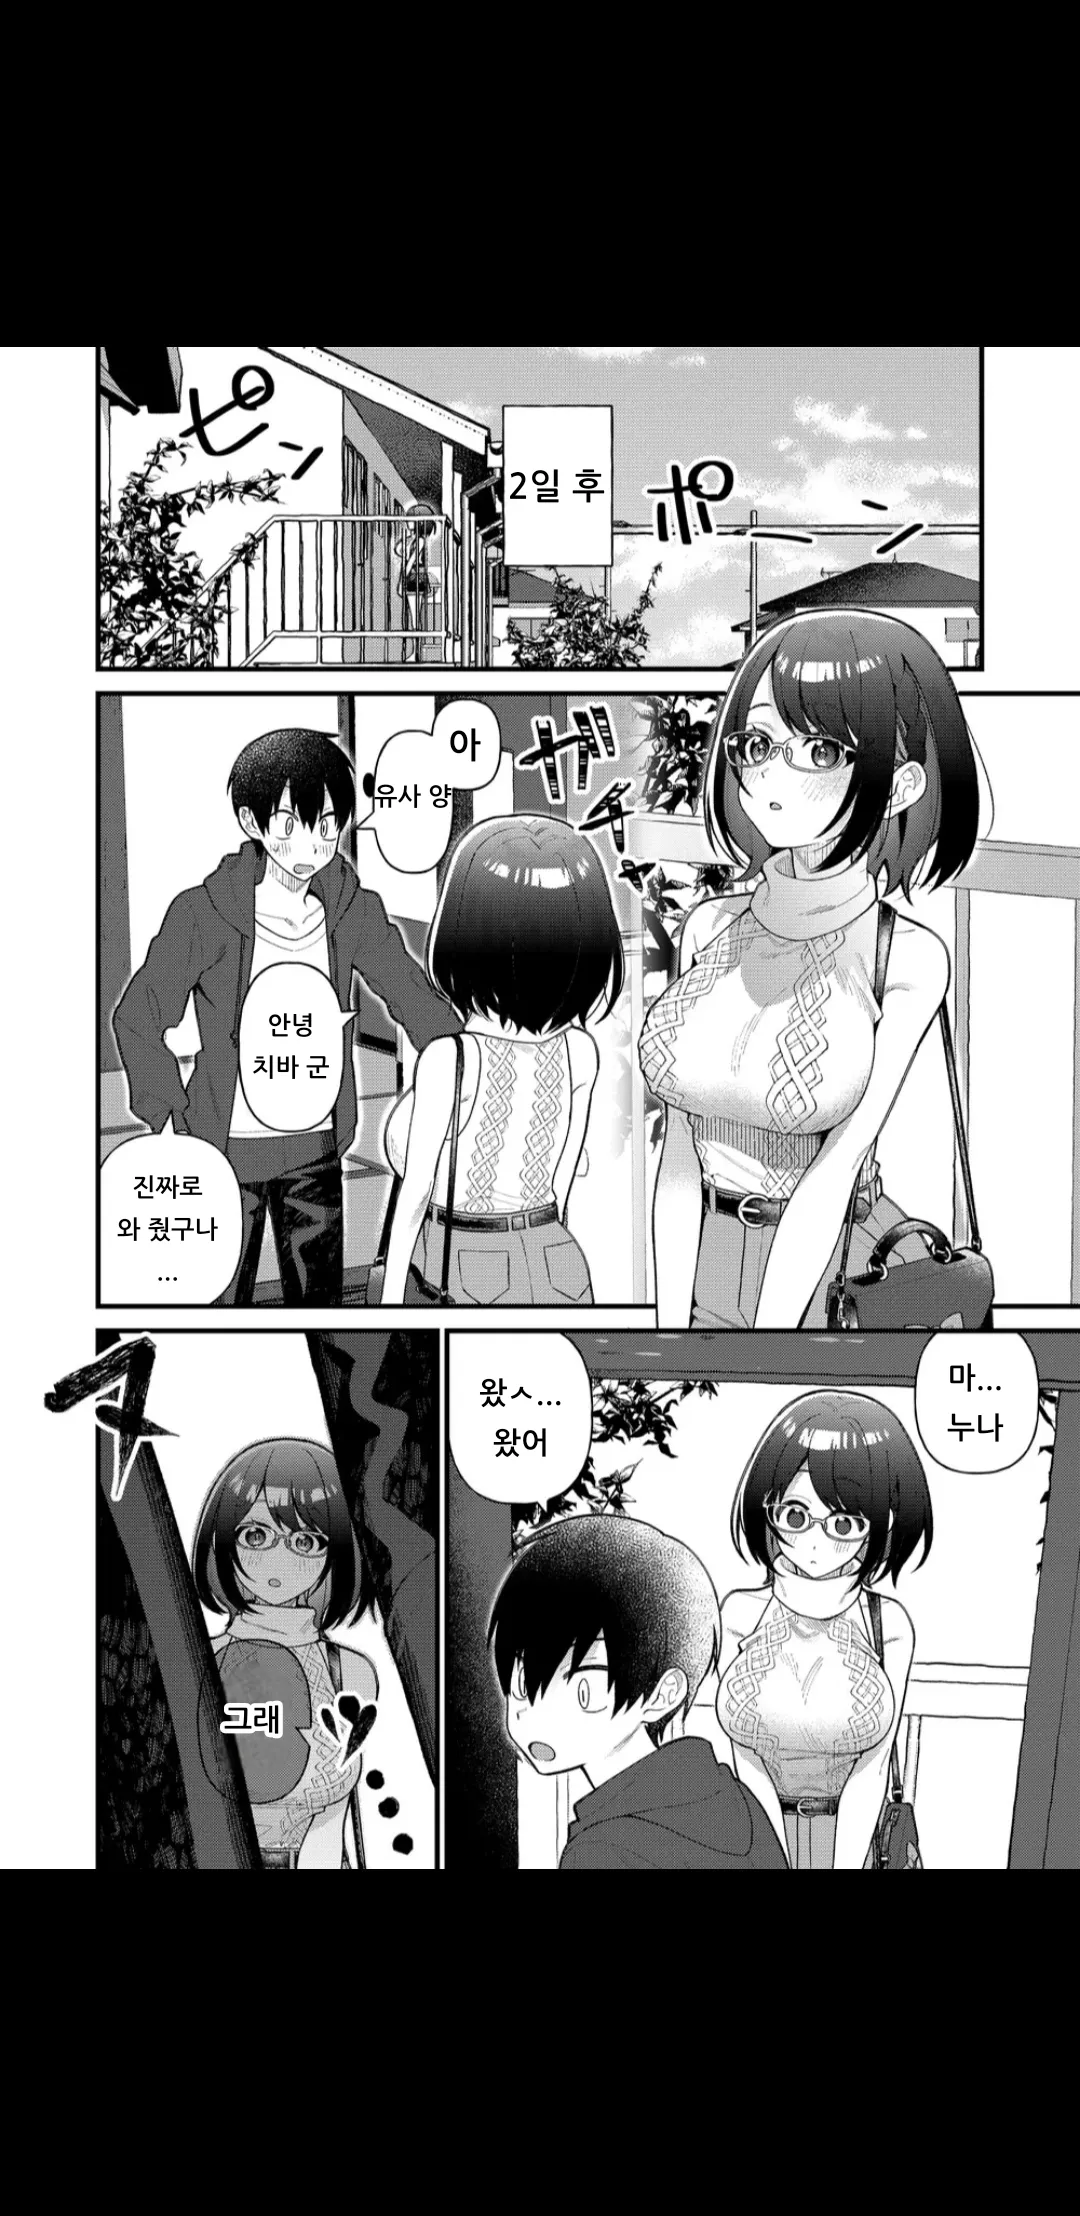 ピンポーン
2일 후
아
유사 양
ガチャ
안녕
치바 군
진짜로
와 줬구나
...
마...
누나
왔ㅅ...
왔어
그래